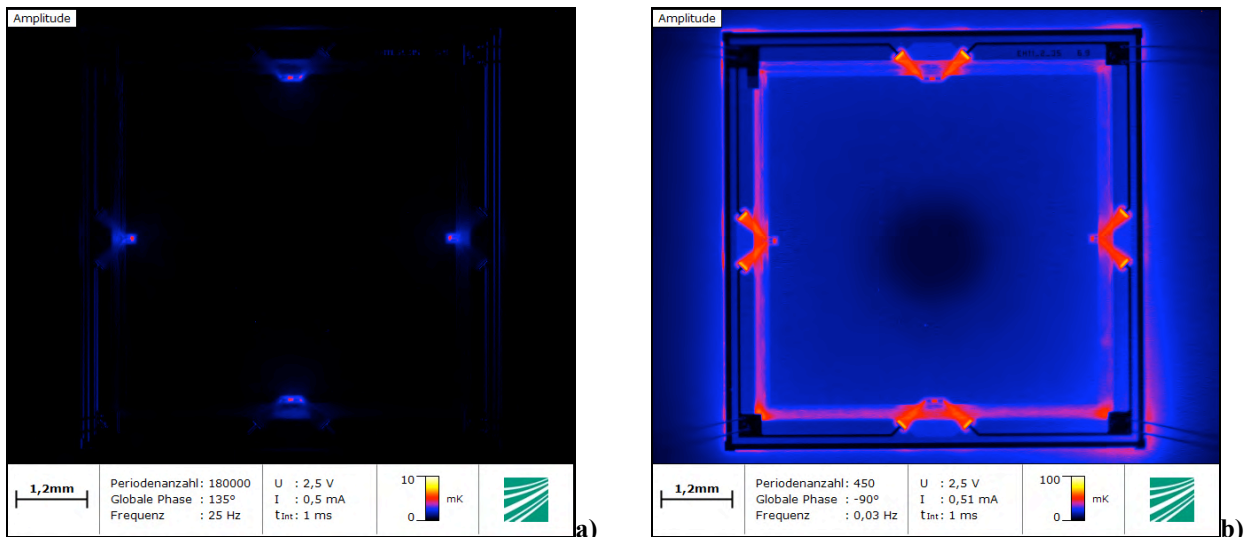 Amplitude
1,2mm
Periodenanzahl: 180000
Globale Phase : 135°
Frequenz : 25 Hz
U : 2,5 V
I : 0,5 mA
tInt: 1 ms
10
mK
0
a)
Amplitude
1,2mm
Periodenanzahl: 450
Globale Phase : -90°
Frequenz : 0,03 Hz
U : 2,5 V
I : 0,51 mA
tInt: 1 ms
100
mK
0
b)